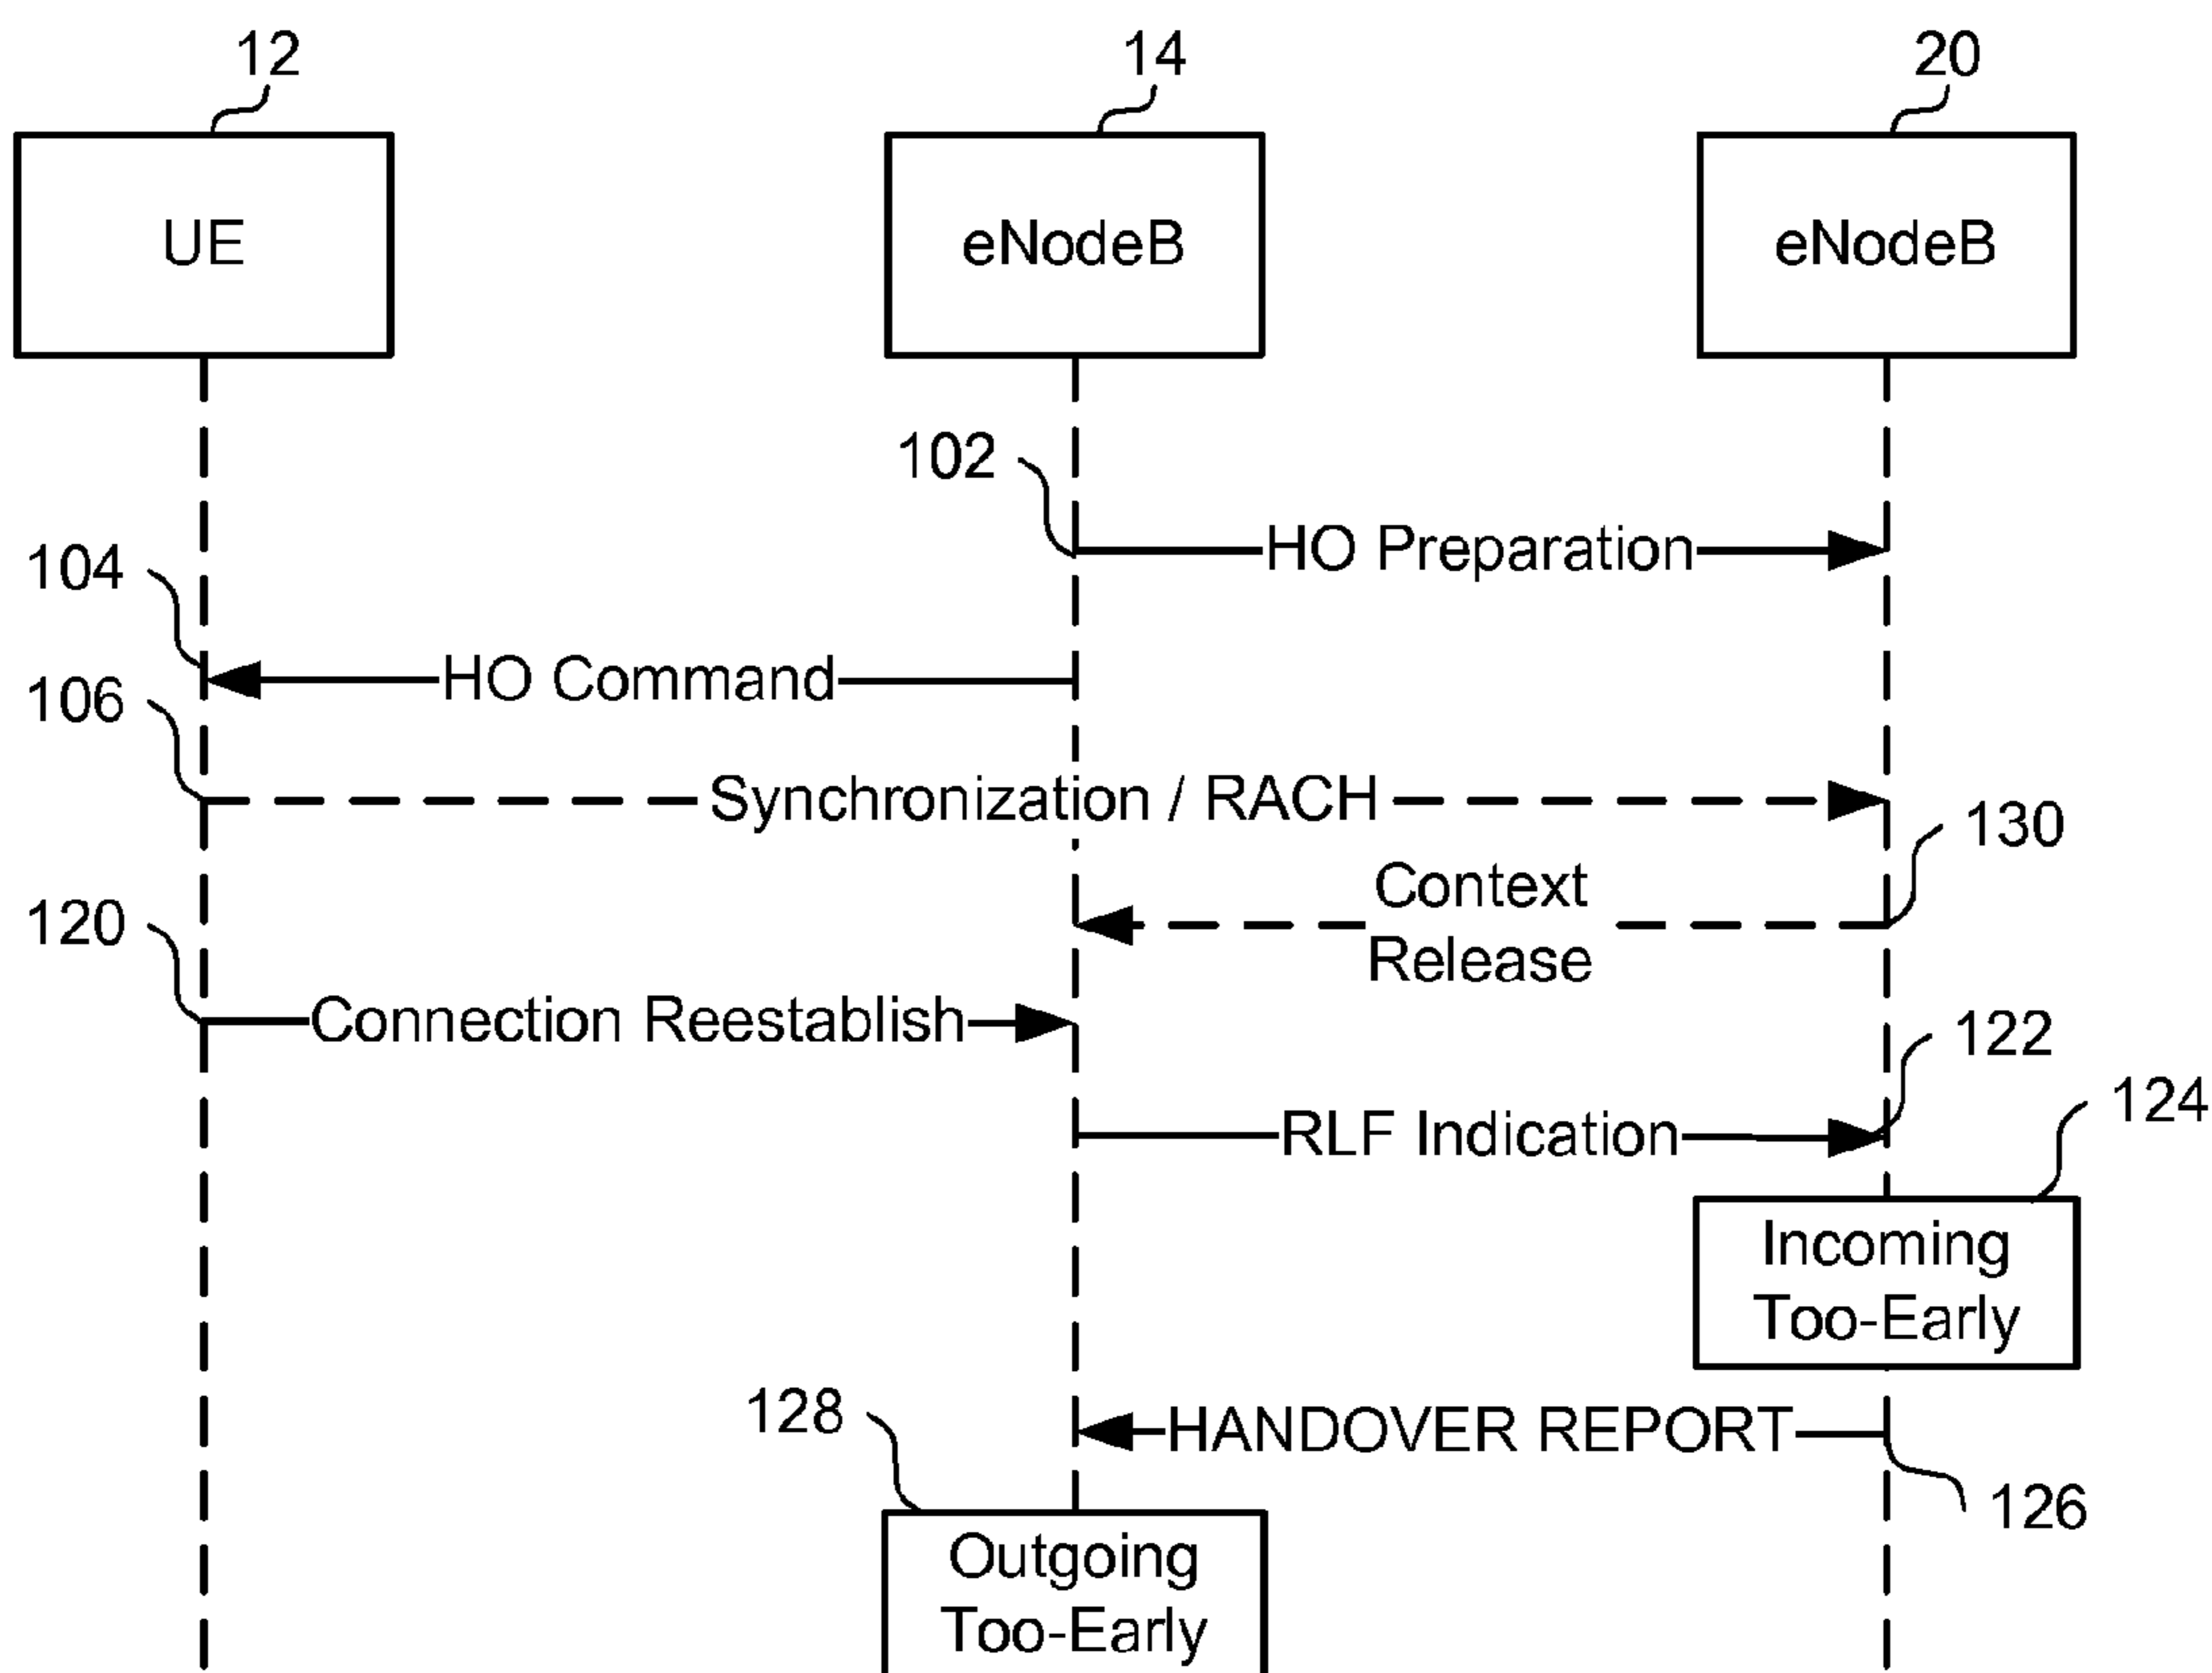 12
14
20
UE
eNodeB
eNodeB
102
HO Preparation
104
HO Command
106
Synchronization / RACH
130
Context
Release
120
Connection Reestablish
122
RLF Indication
124
Incoming
Too-Early
128
HANDOVER REPORT
126
Outgoing
Too-Early